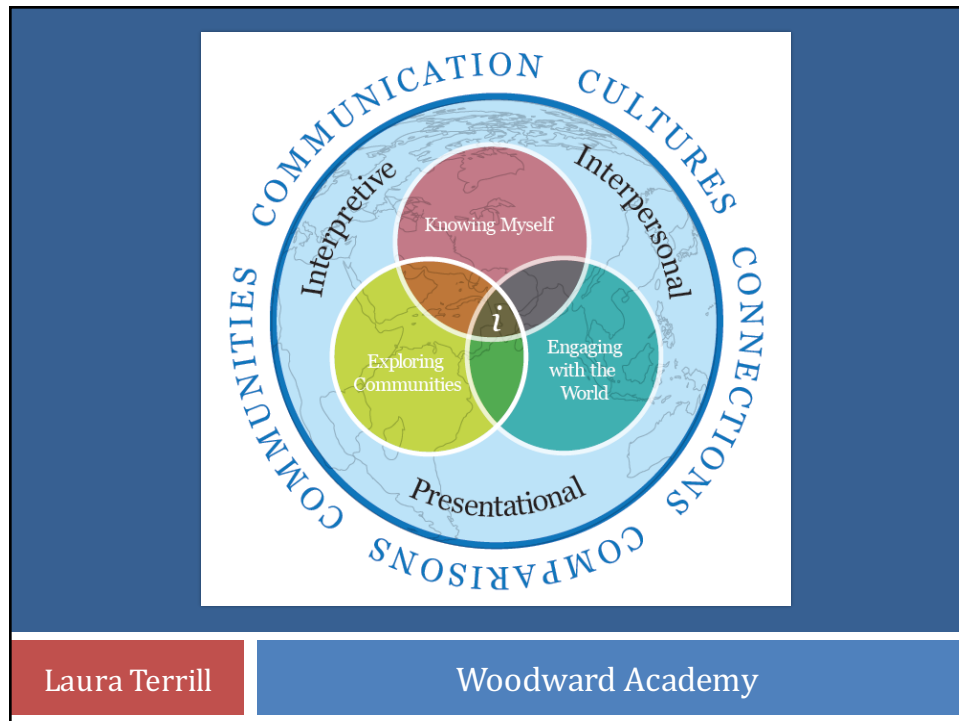 COMMUNICATION CULTURES CONNECTIONS COMPARISONS COMMUNITIES
Interpretive
Interpersonal
Presentational
Knowing Myself
i
Exploring
Communities
Engaging
with the
World
Laura Terrill
Woodward Academy